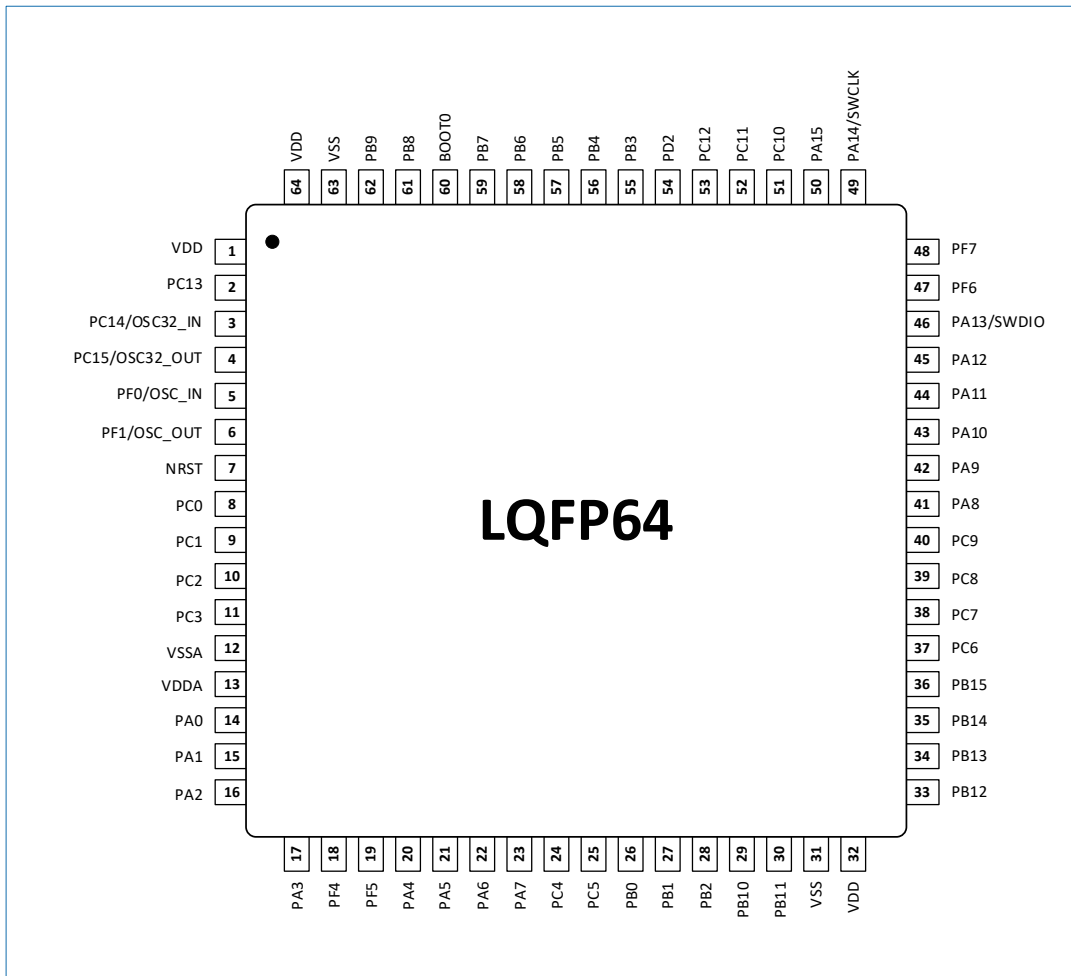 VDD
VSS
PB9
PB8
BOOT0
PB7
PB6
PB5
PB4
PB3
PD2
PC12
PC11
PC10
PA15
PA14/SWCLK
64
63
62
61
60
59
58
57
56
55
54
53
52
51
50
49
VDD 1
PC13 2
PC14/OSC32_IN 3
PC15/OSC32_OUT 4
PF0/OSC_IN 5
PF1/OSC_OUT 6
NRST 7
PC0 8
PC1 9
PC2 10
PC3 11
VSSA 12
VDDA 13
PA0 14
PA1 15
PA2 16
LQFP64
48 PF7
47 PF6
46 PA13/SWDIO
45 PA12
44 PA11
43 PA10
42 PA9
41 PA8
40 PC9
39 PC8
38 PC7
37 PC6
36 PB15
35 PB14
34 PB13
33 PB12
17
18
19
20
21
22
23
24
25
26
27
28
29
30
31
32
PA3
PF4
PF5
PA4
PA5
PA6
PA7
PC4
PC5
PB0
PB1
PB2
PB10
PB11
VSS
VDD